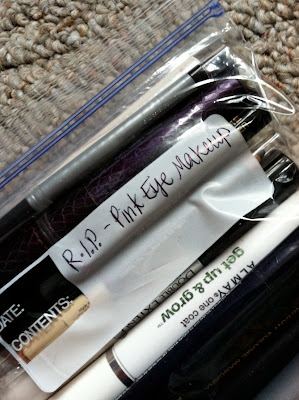 R.I.P. - Pink Eye Makeup
DATE:
CONTENTS:
ALMAY one coat
get up & grow